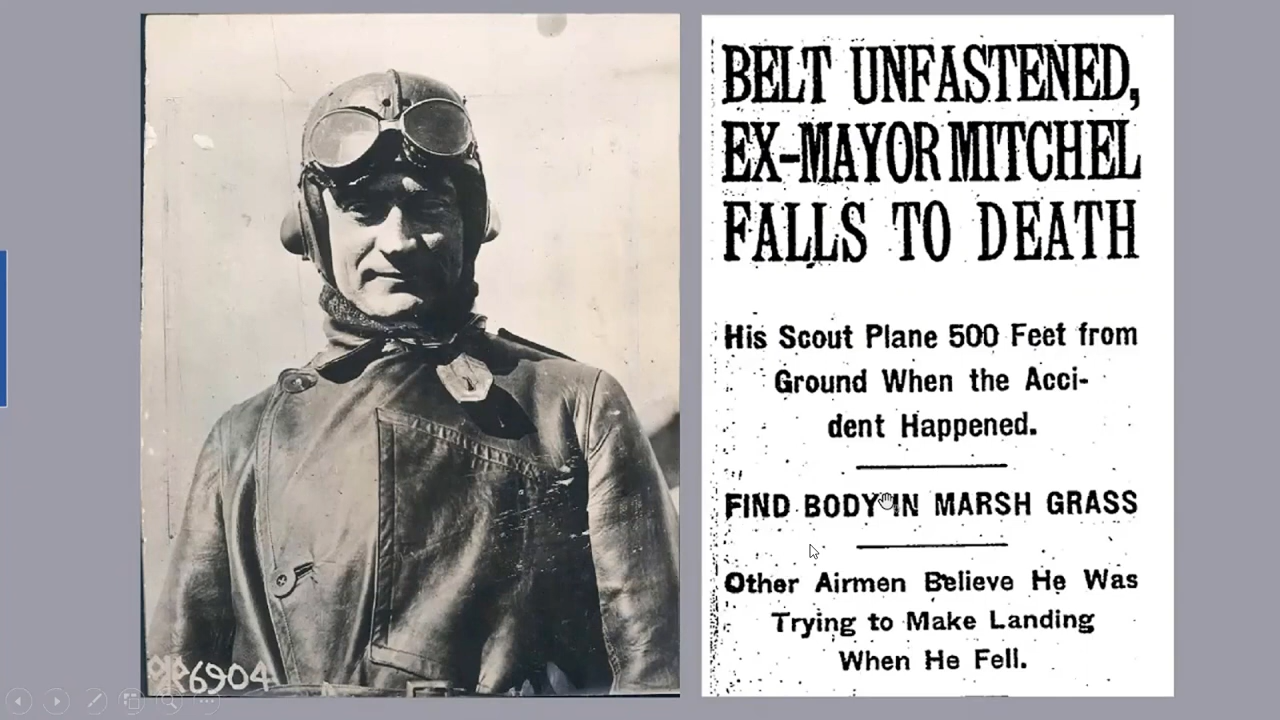 BELT UNFASTENED,
EX-MAYOR MITCHEL
FALLS TO DEATH
His Scout Plane 500 Feet from
Ground When the Acci-
dent Happened.
FIND BODY IN MARSH GRASS
Other Airmen Believe He Was
Trying to Make Landing
When He Fell.